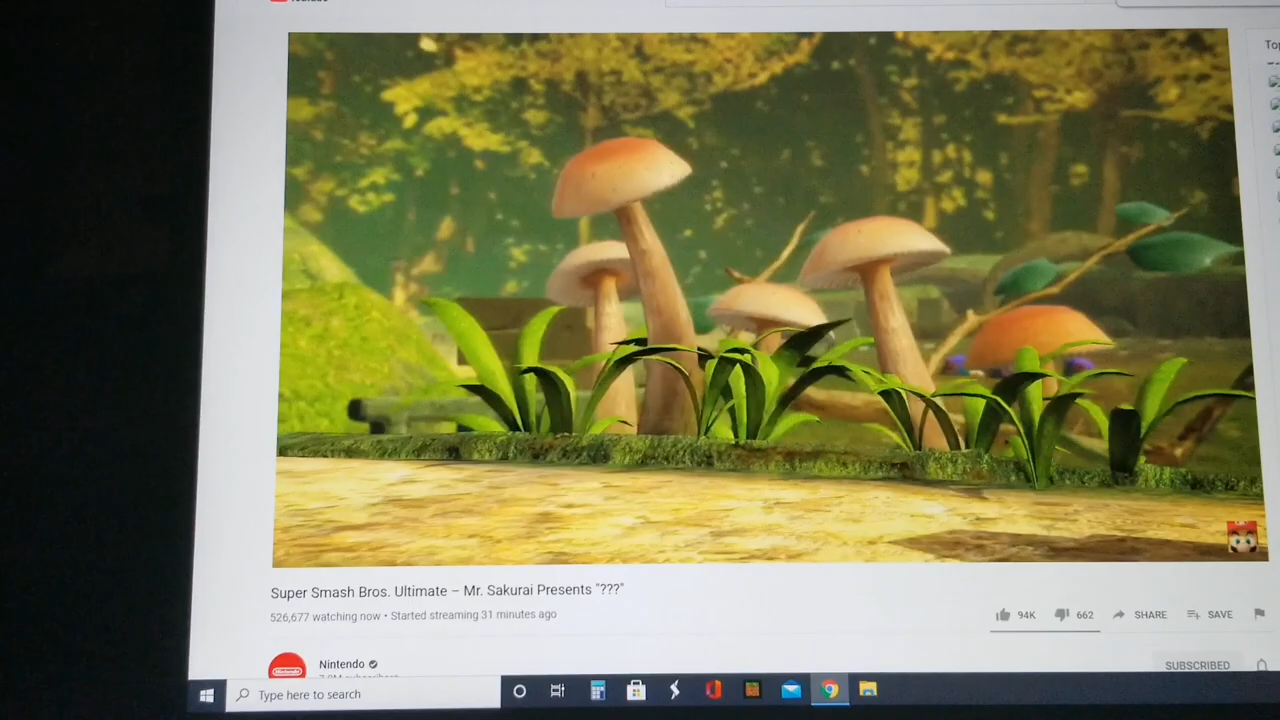 Top
Super Smash Bros. Ultimate – Mr. Sakurai Presents "???"
526,677 watching now • Started streaming 31 minutes ago
94K
662
SHARE
SAVE
Nintendo
SUBSCRIBED
Type here to search